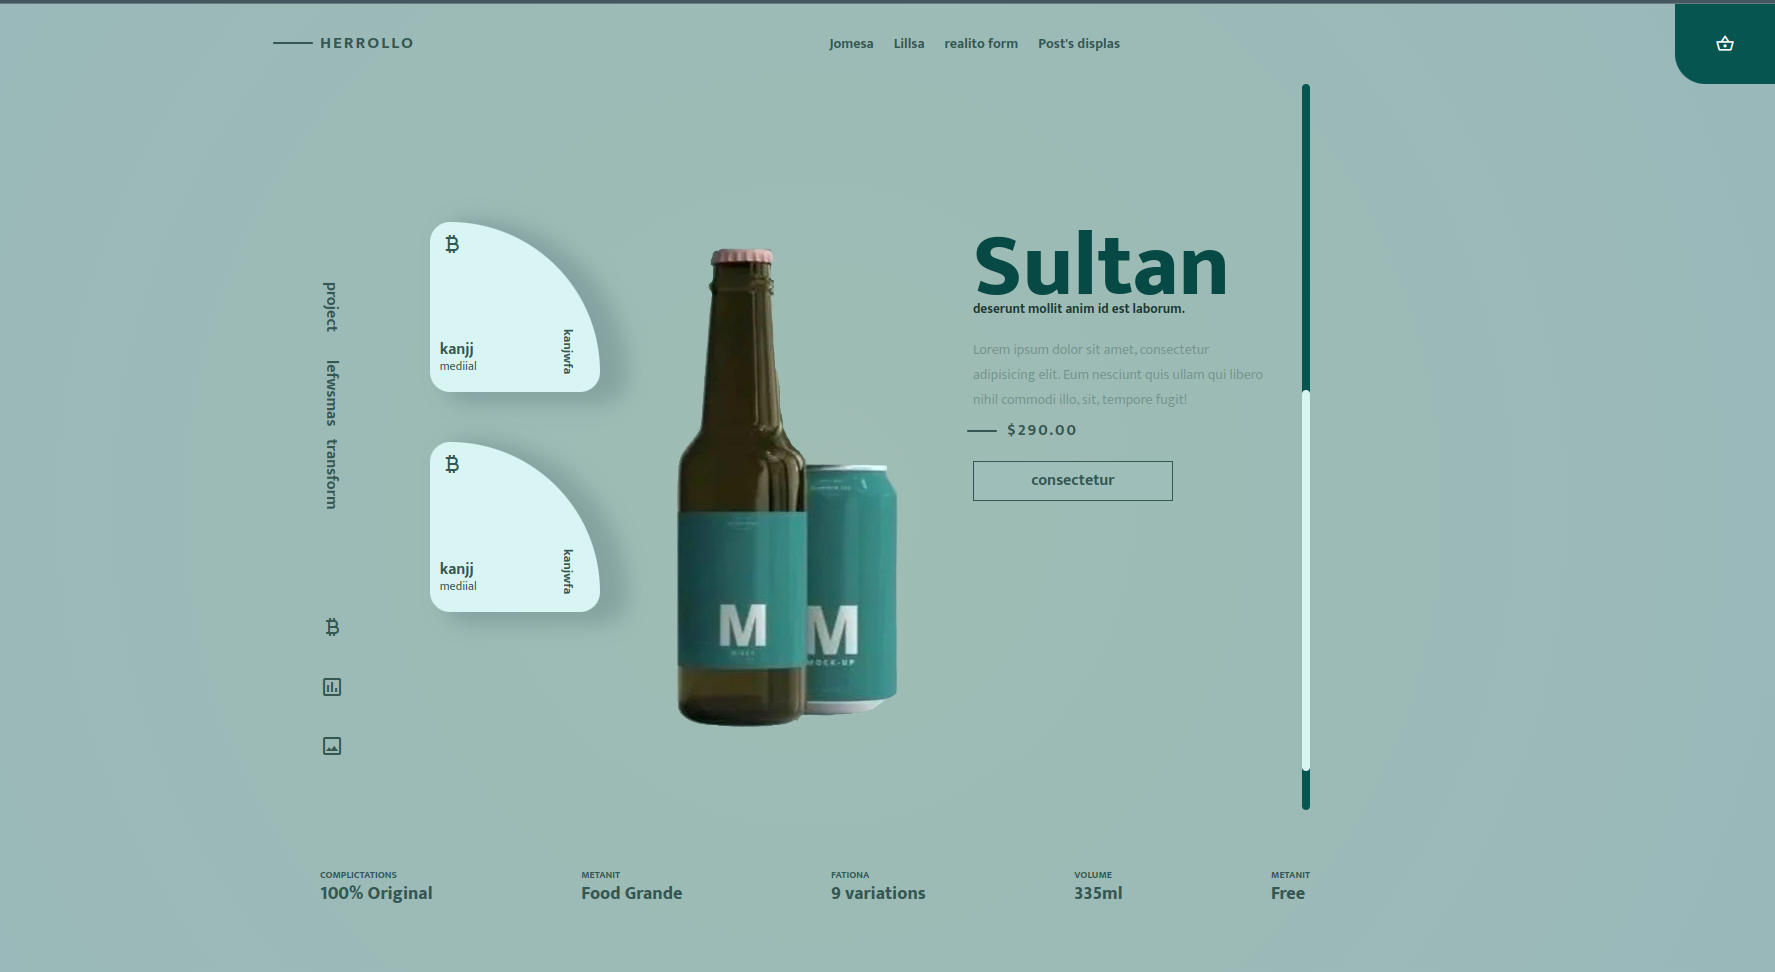 HERROLLO
Jomesa Lillsa realito form Post's displas
project
lefwsmas
transform
kanjj
mediial
kanjwfa
kanjj
mediial
kanjwfa
M
M
MOCK-UP
Sultan
deserunt mollit anim id est laborum.
Lorem ipsum dolor sit amet, consectetur
adipisicing elit. Eum nesciunt quis ullam qui libero
nihil commodi illo, sit, tempore fugit!
$290.00
consectetur
COMPLICTATIONS
100% Original
METANIT
Food Grande
FATIONA
9 variations
VOLUME
335ml
METANIT
Free